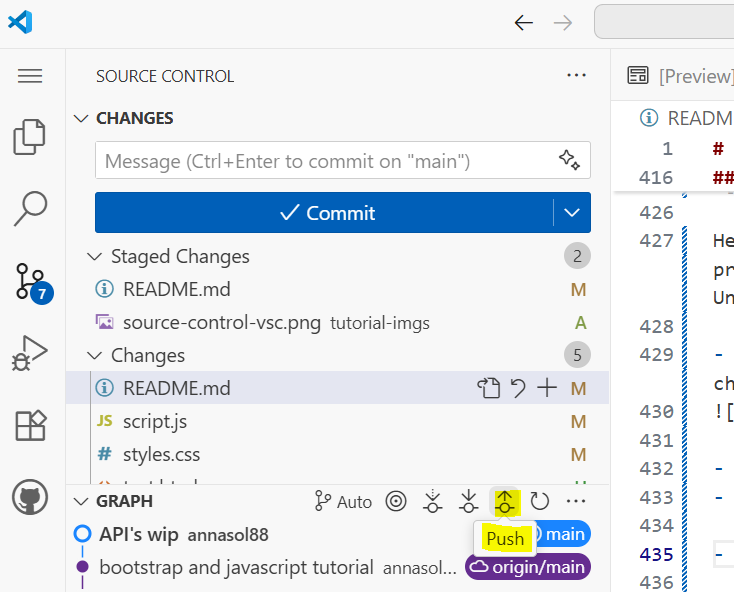 SOURCE CONTROL
[Preview]
CHANGES
README
Message (Ctrl+Enter to commit on "main")
1 #
416 ##
Commit
426
427 He
pr
Un
Staged Changes 2
README.md M
source-control-vsc.png tutorial-imgs A
428
Changes 5
429 -
ch
README.md M
430 ![
JS script.js M
431
# styles.css M
432 -
433 -
GRAPH Auto
434
API's wip annasol88 main
Push
435 -
bootstrap and javascript tutorial annasol... origin/main
436
7